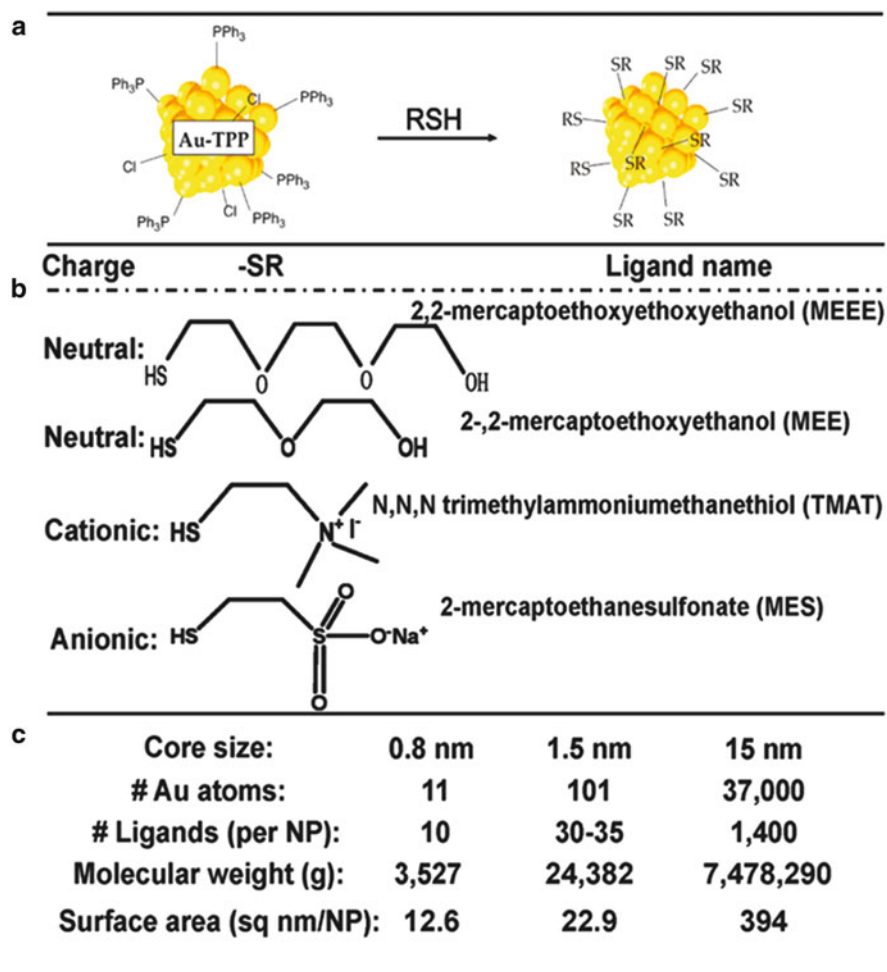 a
PPh3
Ph3P
Cl
PPh3
Au-TPP
Cl
PPh3
Cl
Ph3P
PPh3
RSH
SR
SR
SR
SR
RS
SR
SR
RS
SR
SR
SR
Charge -SR Ligand name
b
2,2-mercaptoethoxyethoxyethanol (MEEE)
Neutral:
HS O O OH
Neutral: HS O OH
2-,2-mercaptoethoxyethanol (MEE)
Cationic: HS N+ I-
N,N,N trimethylammoniumethanethiol (TMAT)
O
2-mercaptoethanesulfonate (MES)
Anionic: HS S O-Na+
O
c
Core size: 0.8 nm 1.5 nm 15 nm
# Au atoms: 11 101 37,000
# Ligands (per NP): 10 30-35 1,400
Molecular weight (g): 3,527 24,382 7,478,290
Surface area (sq nm/NP): 12.6 22.9 394